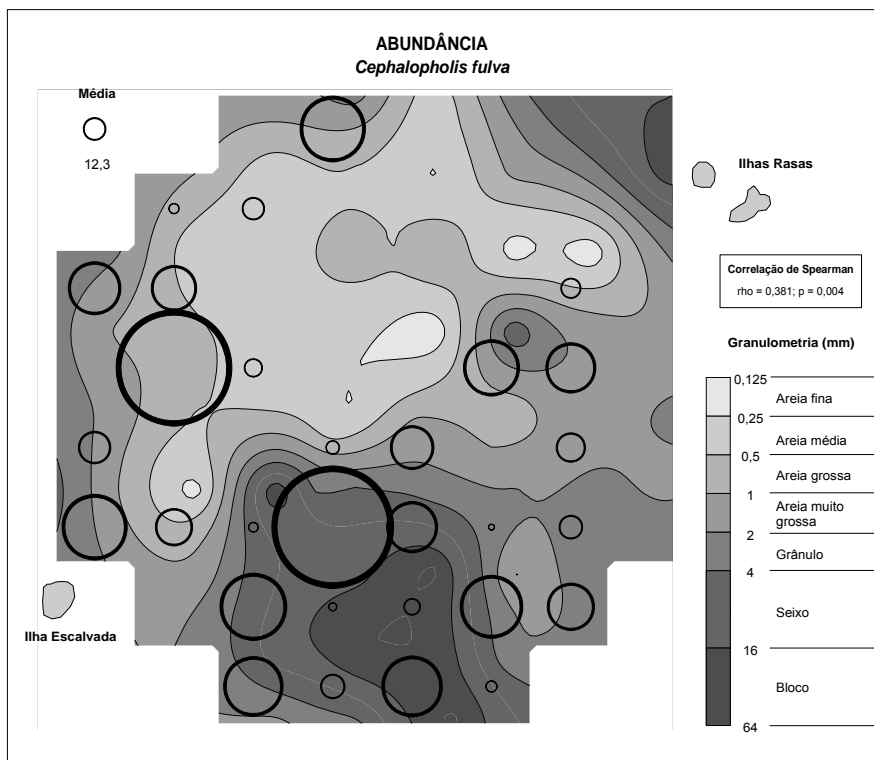 ABUNDÂNCIA
Cephalopholis fulva
Média
12,3
Ilhas Rasas
Correlação de Spearman
rho = 0,381; p = 0,004
Granulometria (mm)
0,125
Areia fina
0,25
Areia média
0,5
Areia grossa
1
Areia muito
grossa
2
Grânulo
4
Seixo
16
Bloco
64
Ilha Escalvada